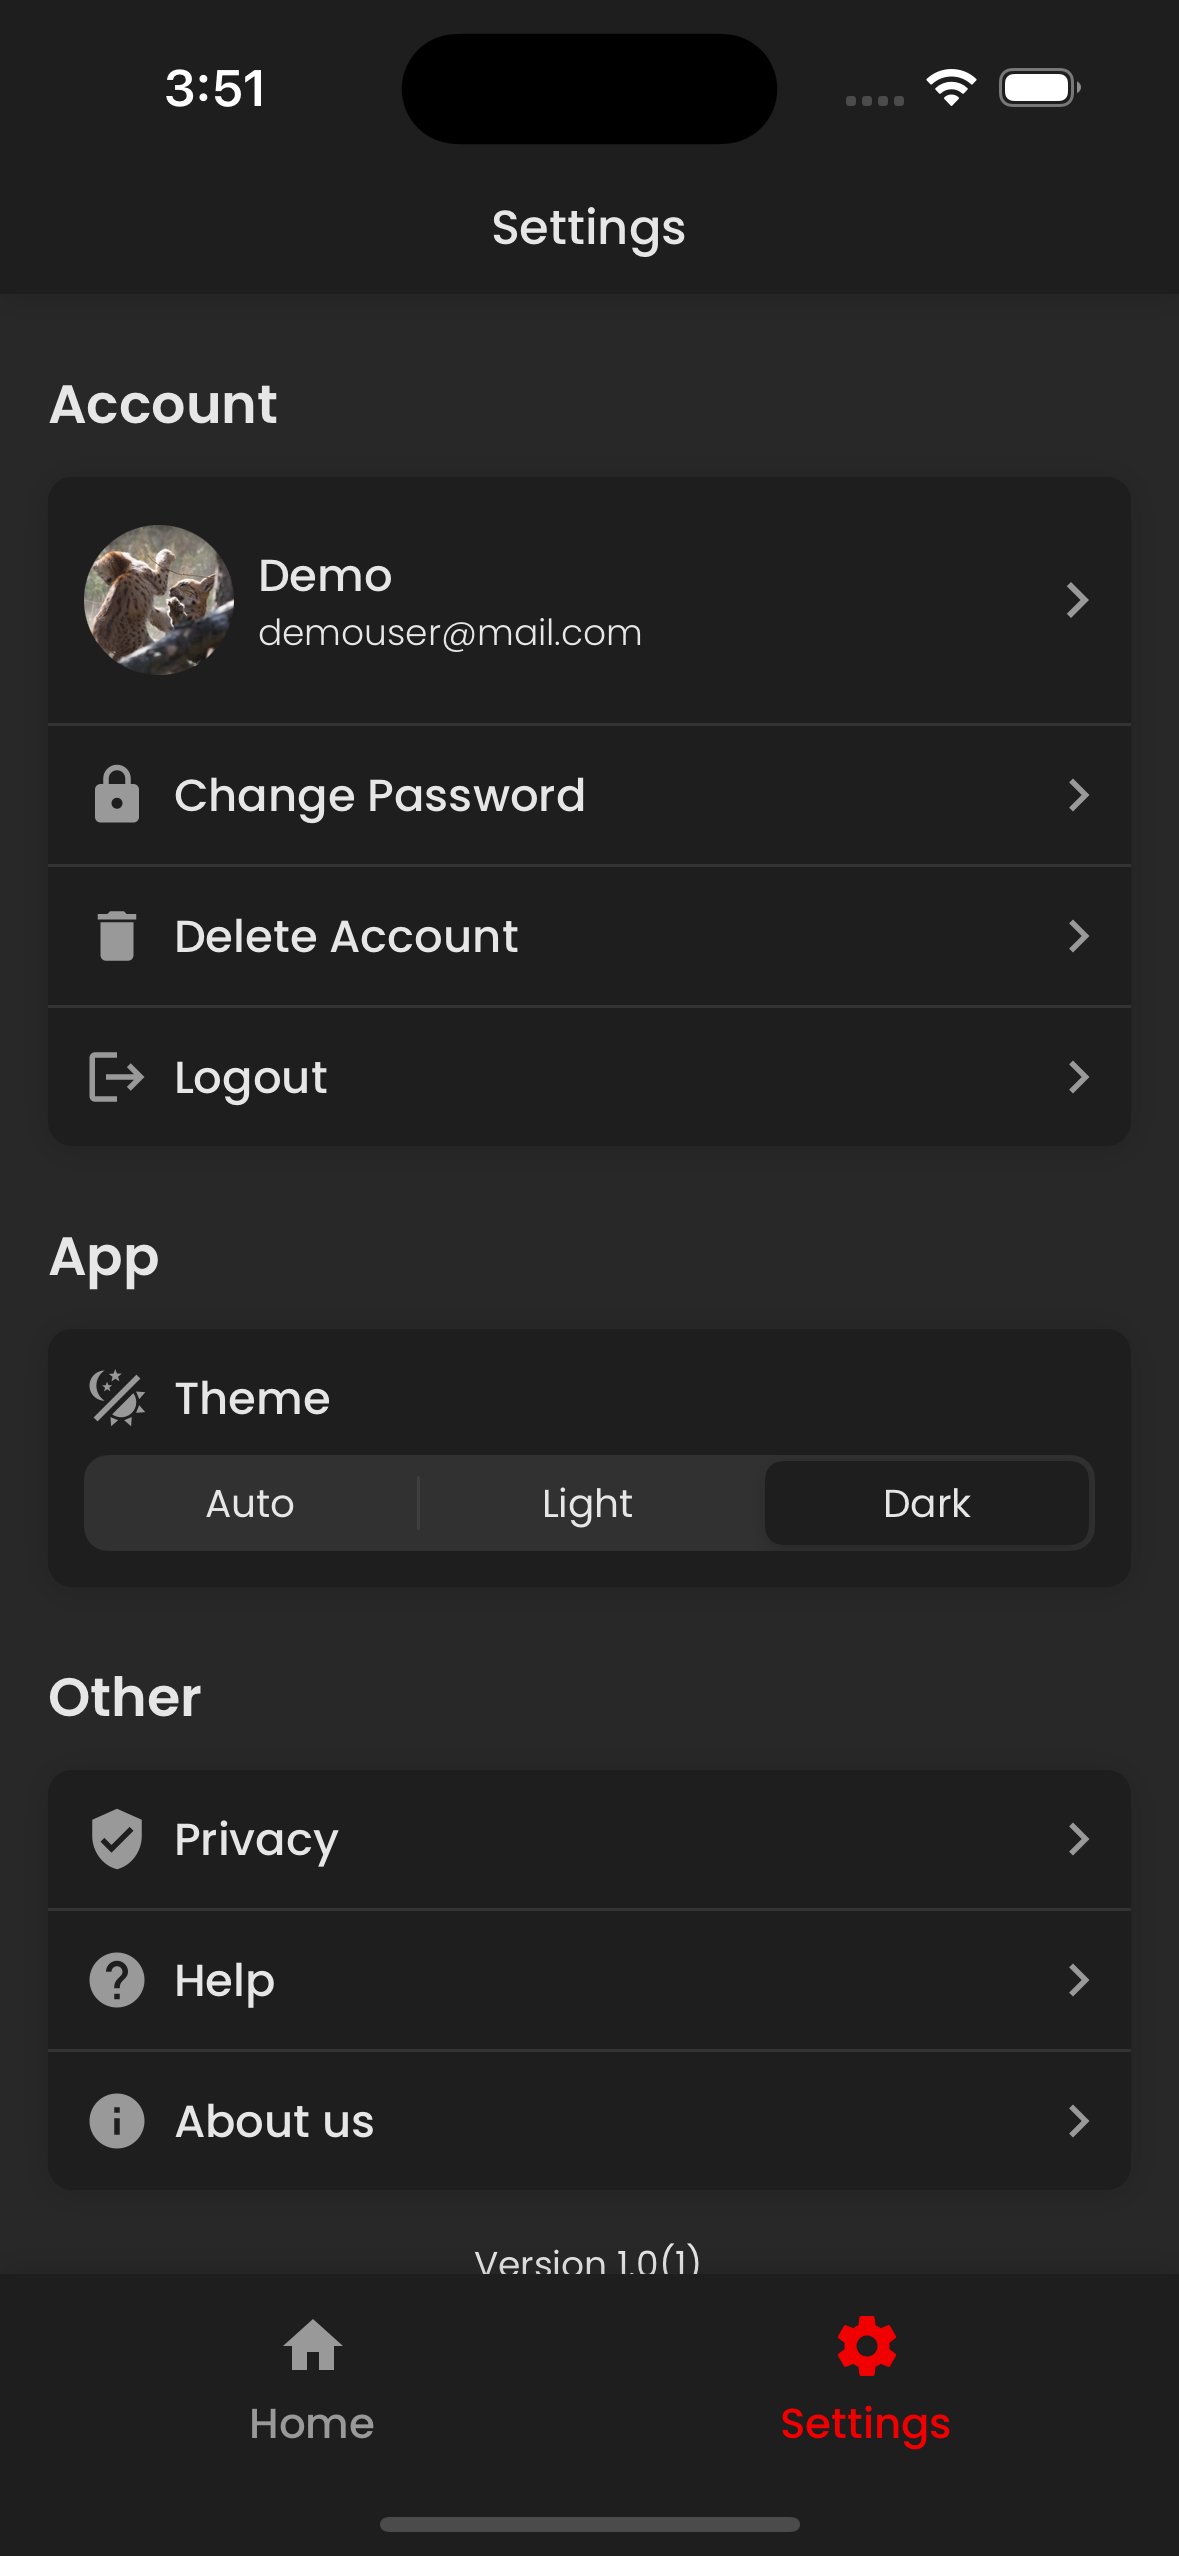 3:51
Settings
Account
Demo
demouser@mail.com
Change Password
Delete Account
Logout
App
Theme
Auto
Light
Dark
Other
Privacy
Help
About us
Version 1.0(1)
Home
Settings